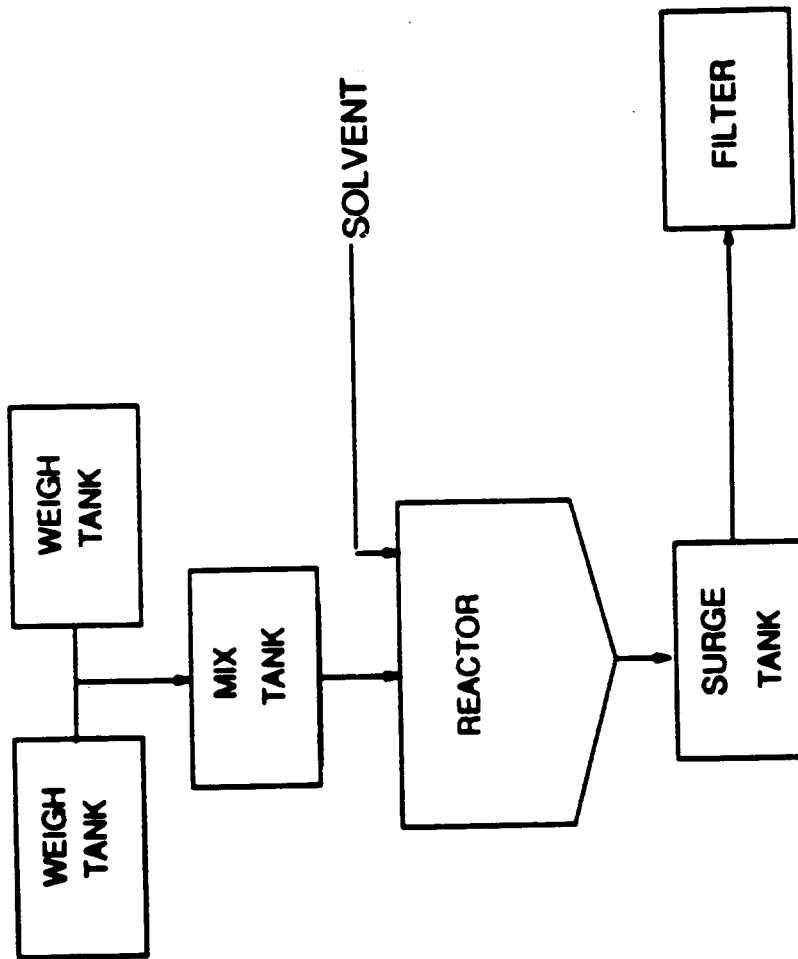 WEIGH
TANK
WEIGH
TANK
MIX
TANK
SOLVENT
REACTOR
SURGE
TANK
FILTER